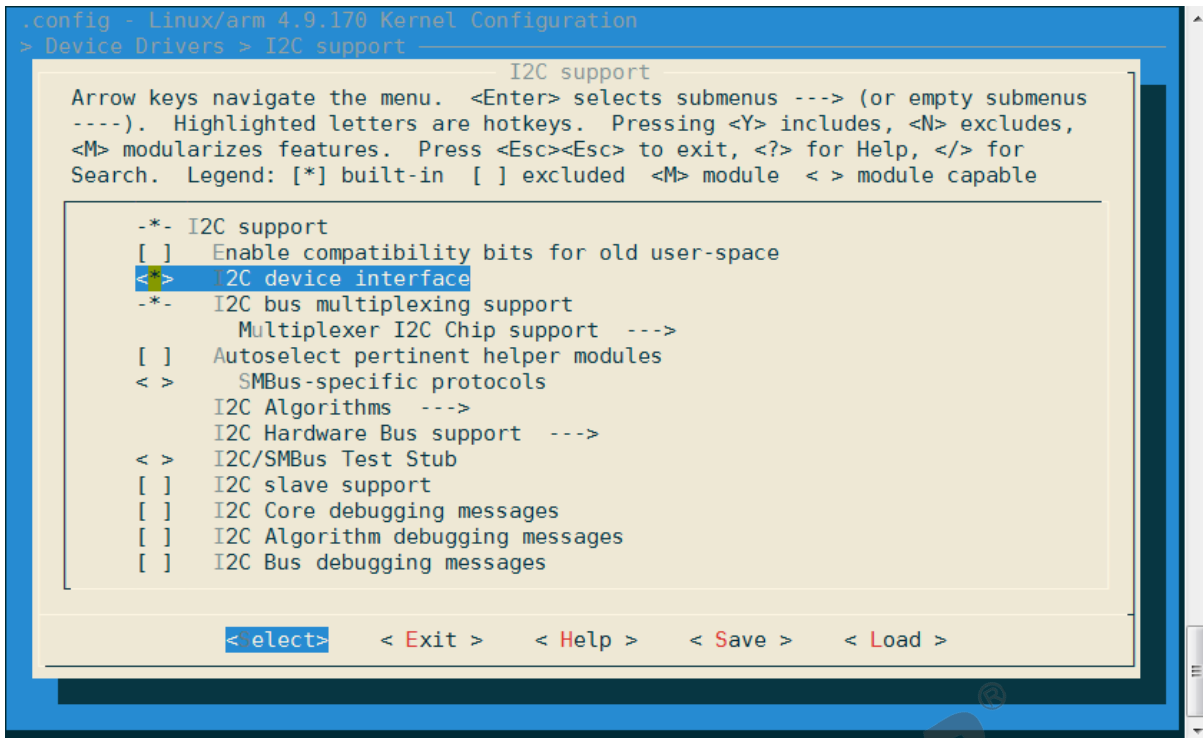 .config - Linux/arm 4.9.170 Kernel Configuration
> Device Drivers > I2C support
I2C support
Arrow keys navigate the menu.  <Enter> selects submenus ---> (or empty submenus
----).  Highlighted letters are hotkeys.  Pressing <Y> includes, <N> excludes,
<M> modularizes features.  Press <Esc><Esc> to exit, <?> for Help, </> for
Search.  Legend: [*] built-in  [ ] excluded  <M> module  < > module capable
-*- I2C support
[ ]   Enable compatibility bits for old user-space
<*>   I2C device interface
-*-   I2C bus multiplexing support
Multiplexer I2C Chip support  --->
[ ]   Autoselect pertinent helper modules
< >     SMBus-specific protocols
I2C Algorithms  --->
I2C Hardware Bus support  --->
< >   I2C/SMBus Test Stub
[ ]   I2C slave support
[ ]   I2C Core debugging messages
[ ]   I2C Algorithm debugging messages
[ ]   I2C Bus debugging messages
<Select>    < Exit >    < Help >    < Save >    < Load >
®